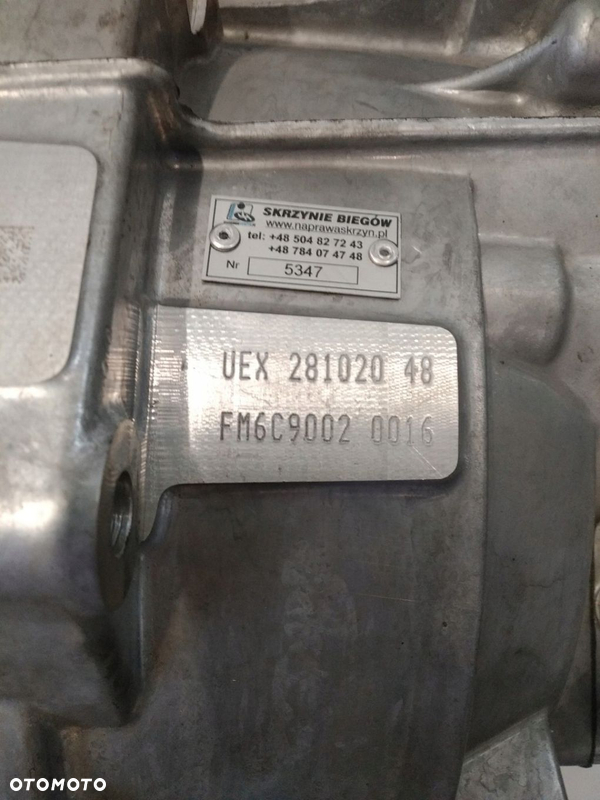 SKRZYNIE BIEGÓW
www.naprawaskrzyn.pl
tel: +48 504 82 72 43
+48 784 07 47 48
Nr 5347
UEX 281020 48
FM6C9002 0016
OTOMOTO